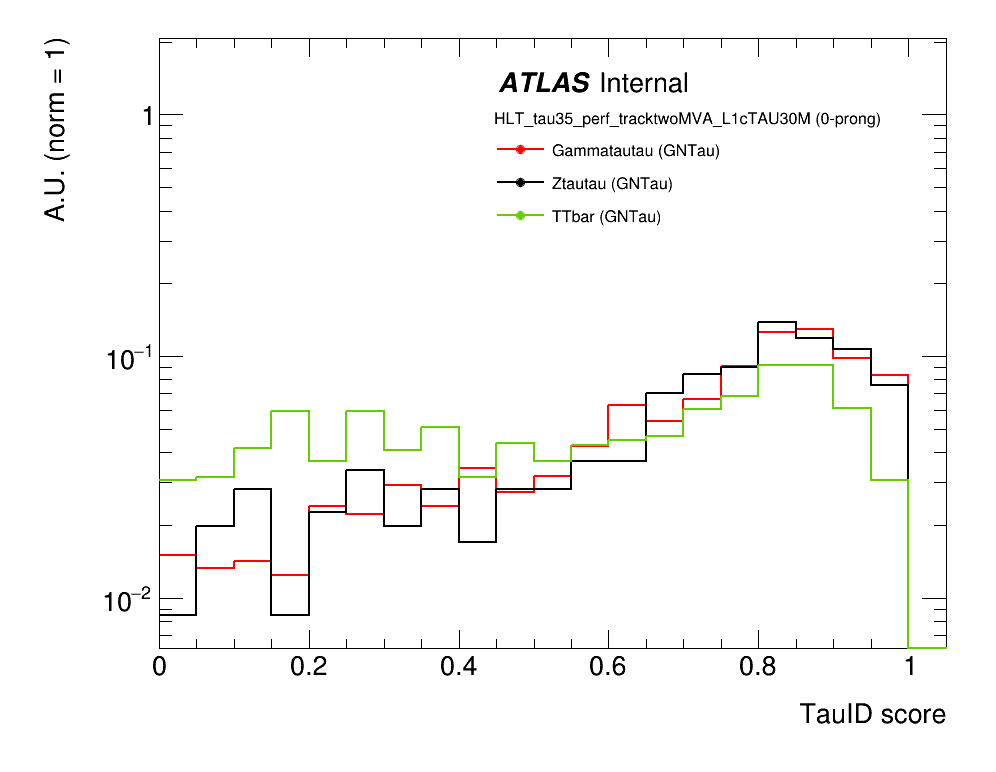 A.U. (norm = 1)
ATLAS Internal
HLT_tau35_perf_tracktwoMVA_L1cTAU30M (0-prong)
Gammatautau (GNTau)
Ztautau (GNTau)
TTbar (GNTau)
1
10⁻¹
10⁻²
0 0.2 0.4 0.6 0.8 1
TauID score